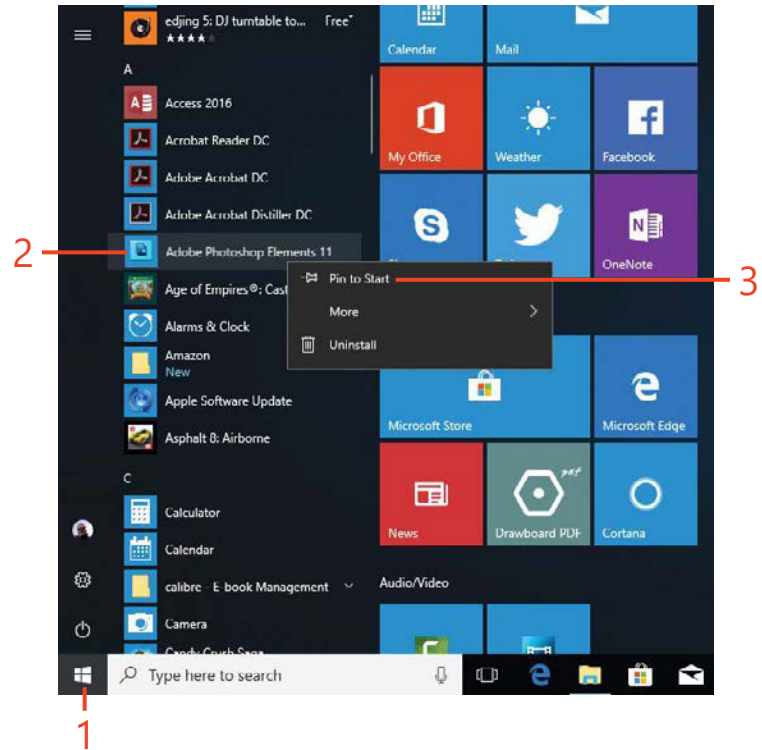 edjing 5: DJ turntable to... Free*
A
Access 2016
Acrobat Reader DC
Adobe Acrobat DC
Adobe Acrobat Distiller DC
2
Adobe Photoshop Elements 11
Age of Empires®: Cast
Alarms & Clock
Amazon
New
Apple Software Update
Asphalt 8: Airborne
C
Calculator
Calendar
calibre - E-book Management
Camera
Candy Crush Saga
Calendar
Mail
My Office
Weather
Facebook
OneNote
Pin to Start
3
More
Uninstall
Microsoft Store
Microsoft Edge
News
Drawboard PDF
Cortana
Audio/Video
Type here to search
1